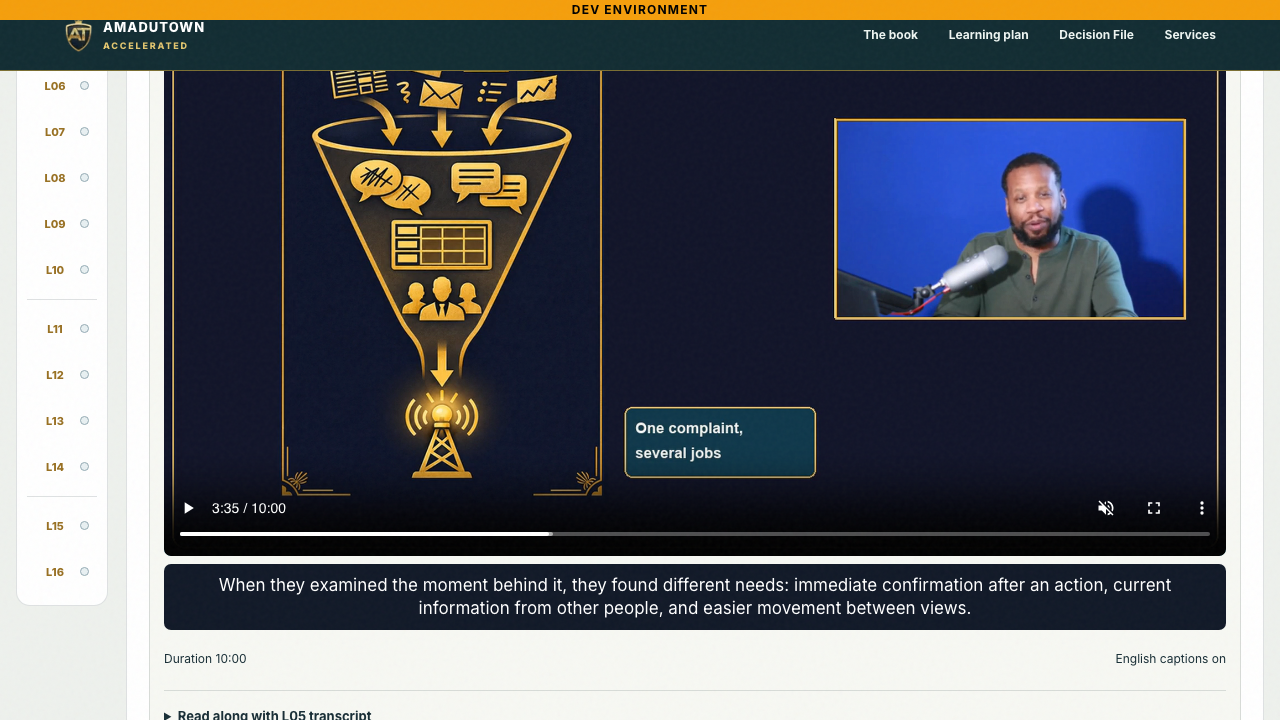 DEV ENVIRONMENT
AMADUTOWN
ACCELERATED
The book
Learning plan
Decision File
Services
L06
L07
L08
L09
L10
L11
L12
L13
L14
L15
L16
AT
One complaint,
several jobs
3:35 / 10:00
When they examined the moment behind it, they found different needs: immediate confirmation after an action, current
information from other people, and easier movement between views.
Duration 10:00
English captions on
Read along with L05 transcript